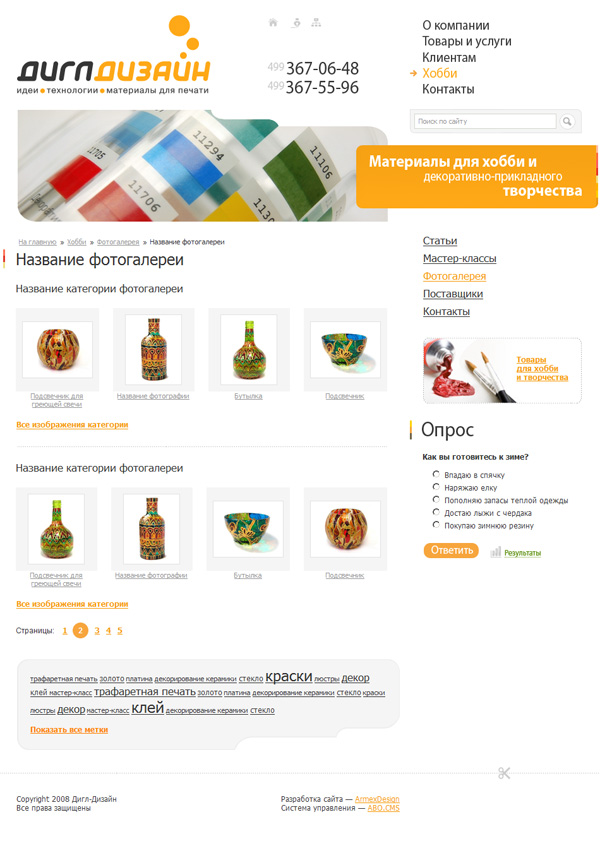 ДИГЛДИЗАЙН
идеи • технологии • материалы для печати
499 367-06-48
499 367-55-96
О компании
Товары и услуги
Клиентам
Хобби
Контакты
Поиск по сайту
11705
11706
11294
11106
Материалы для хобби и
декоративно-прикладного
творчества
На главную » Хобби » Фотогалерея » Название фотогалереи
Название фотогалереи
Название категории фотогалереи
Подсвечник для
греющей свечи
Название фотографии
Бутылка
Подсвечник
Все изображения категории
Название категории фотогалереи
Подсвечник для
греющей свечи
Название фотографии
Бутылка
Подсвечник
Все изображения категории
Страницы: 1 2 3 4 5
трафаретная печать золото платина декорирование керамики стекло краски люстры декор
клей мастер-класс трафаретная печать золото платина декорирование керамики стекло краски
люстры декор мастер-класс клей декорирование керамики стекло
Показать все метки
Статьи
Мастер-классы
Фотогалерея
Поставщики
Контакты
Товары
для хобби
и творчества
Опрос
Как вы готовитесь к зиме?
Впадаю в спячку
Наряжаю елку
Пополняю запасы теплой одежды
Достаю лыжи с чердака
Покупаю зимнюю резину
Ответить
Результаты
Copyright 2008 Дигл-Дизайн
Все права защищены
Разработка сайта — ArmexDesign
Система управления — ABO.CMS